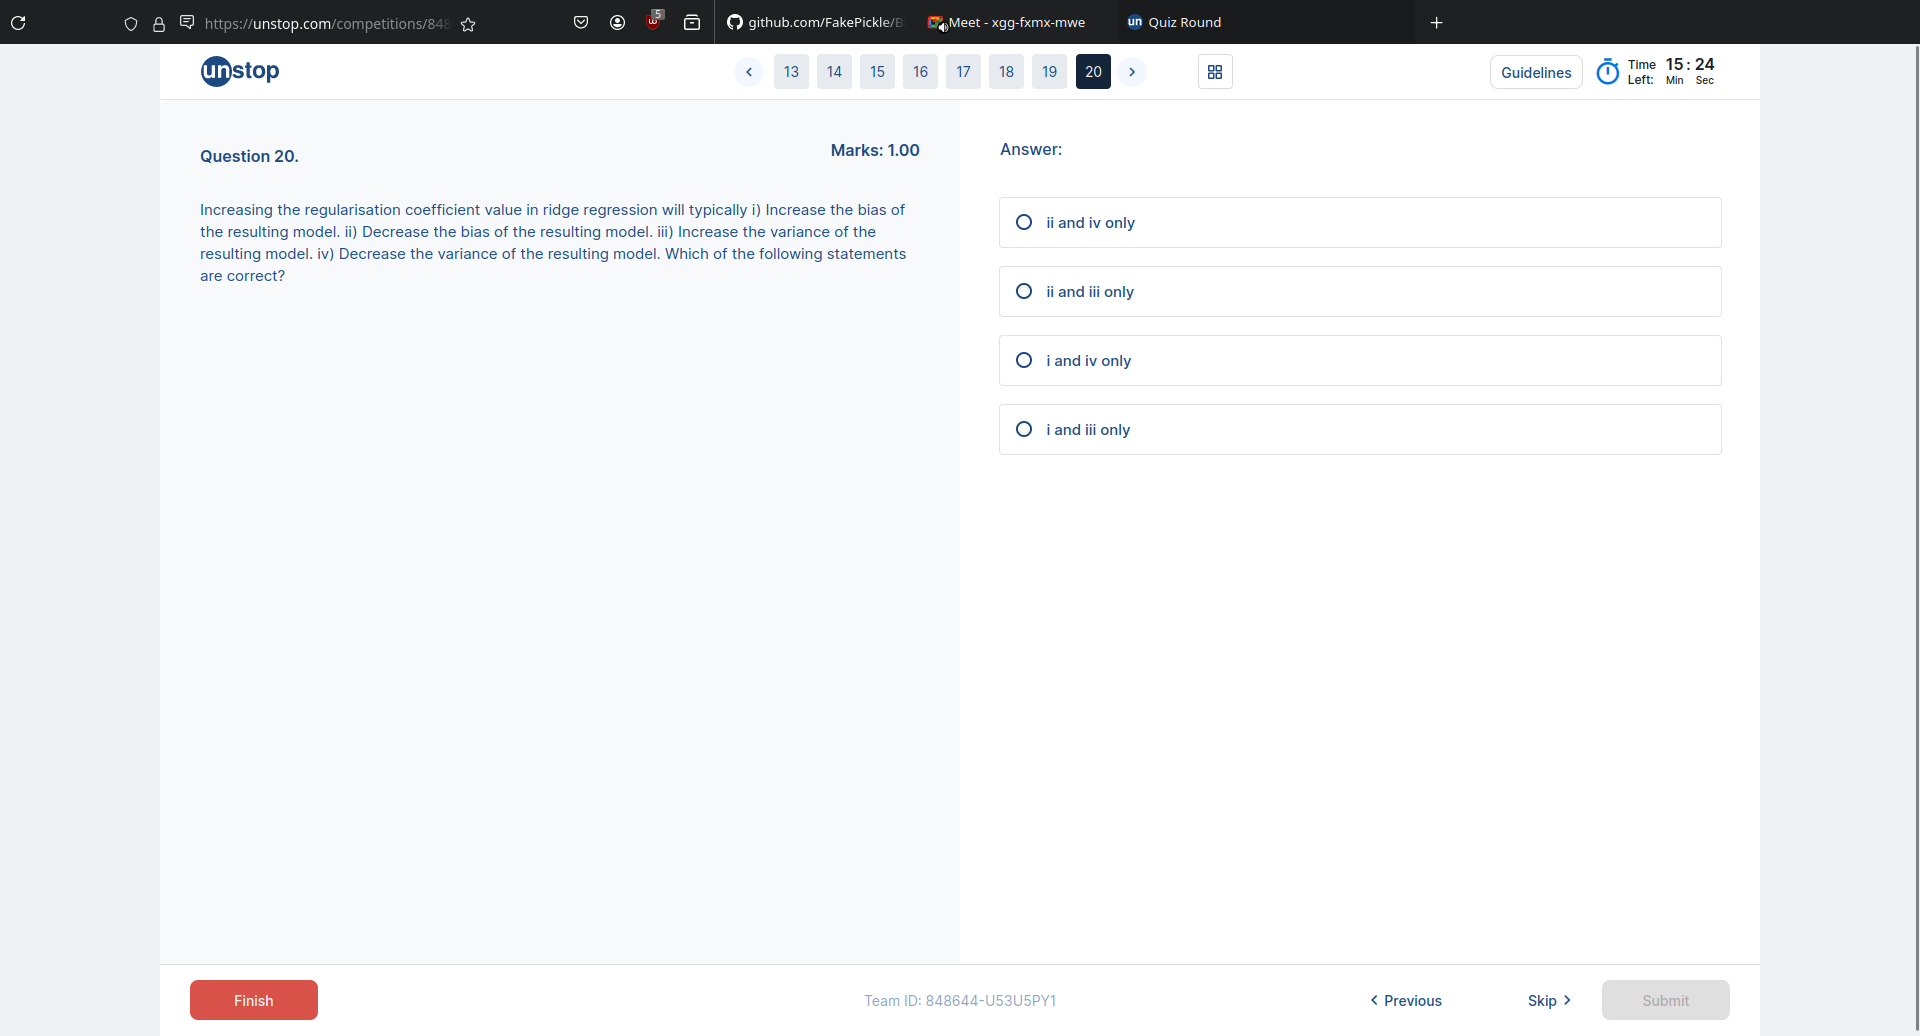 https://unstop.com/competitions/848
5
github.com/FakePickle/B
Meet - xgg-fxmx-mwe
un Quiz Round
unstop
13 14 15 16 17 18 19 20
Guidelines
Time Left: 15 : 24
Min Sec
Question 20.
Marks: 1.00
Increasing the regularisation coefficient value in ridge regression will typically i) Increase the bias of
the resulting model. ii) Decrease the bias of the resulting model. iii) Increase the variance of the
resulting model. iv) Decrease the variance of the resulting model. Which of the following statements
are correct?
Answer:
ii and iv only
ii and iii only
i and iv only
i and iii only
Finish
Team ID: 848644-U53U5PY1
Previous
Skip
Submit